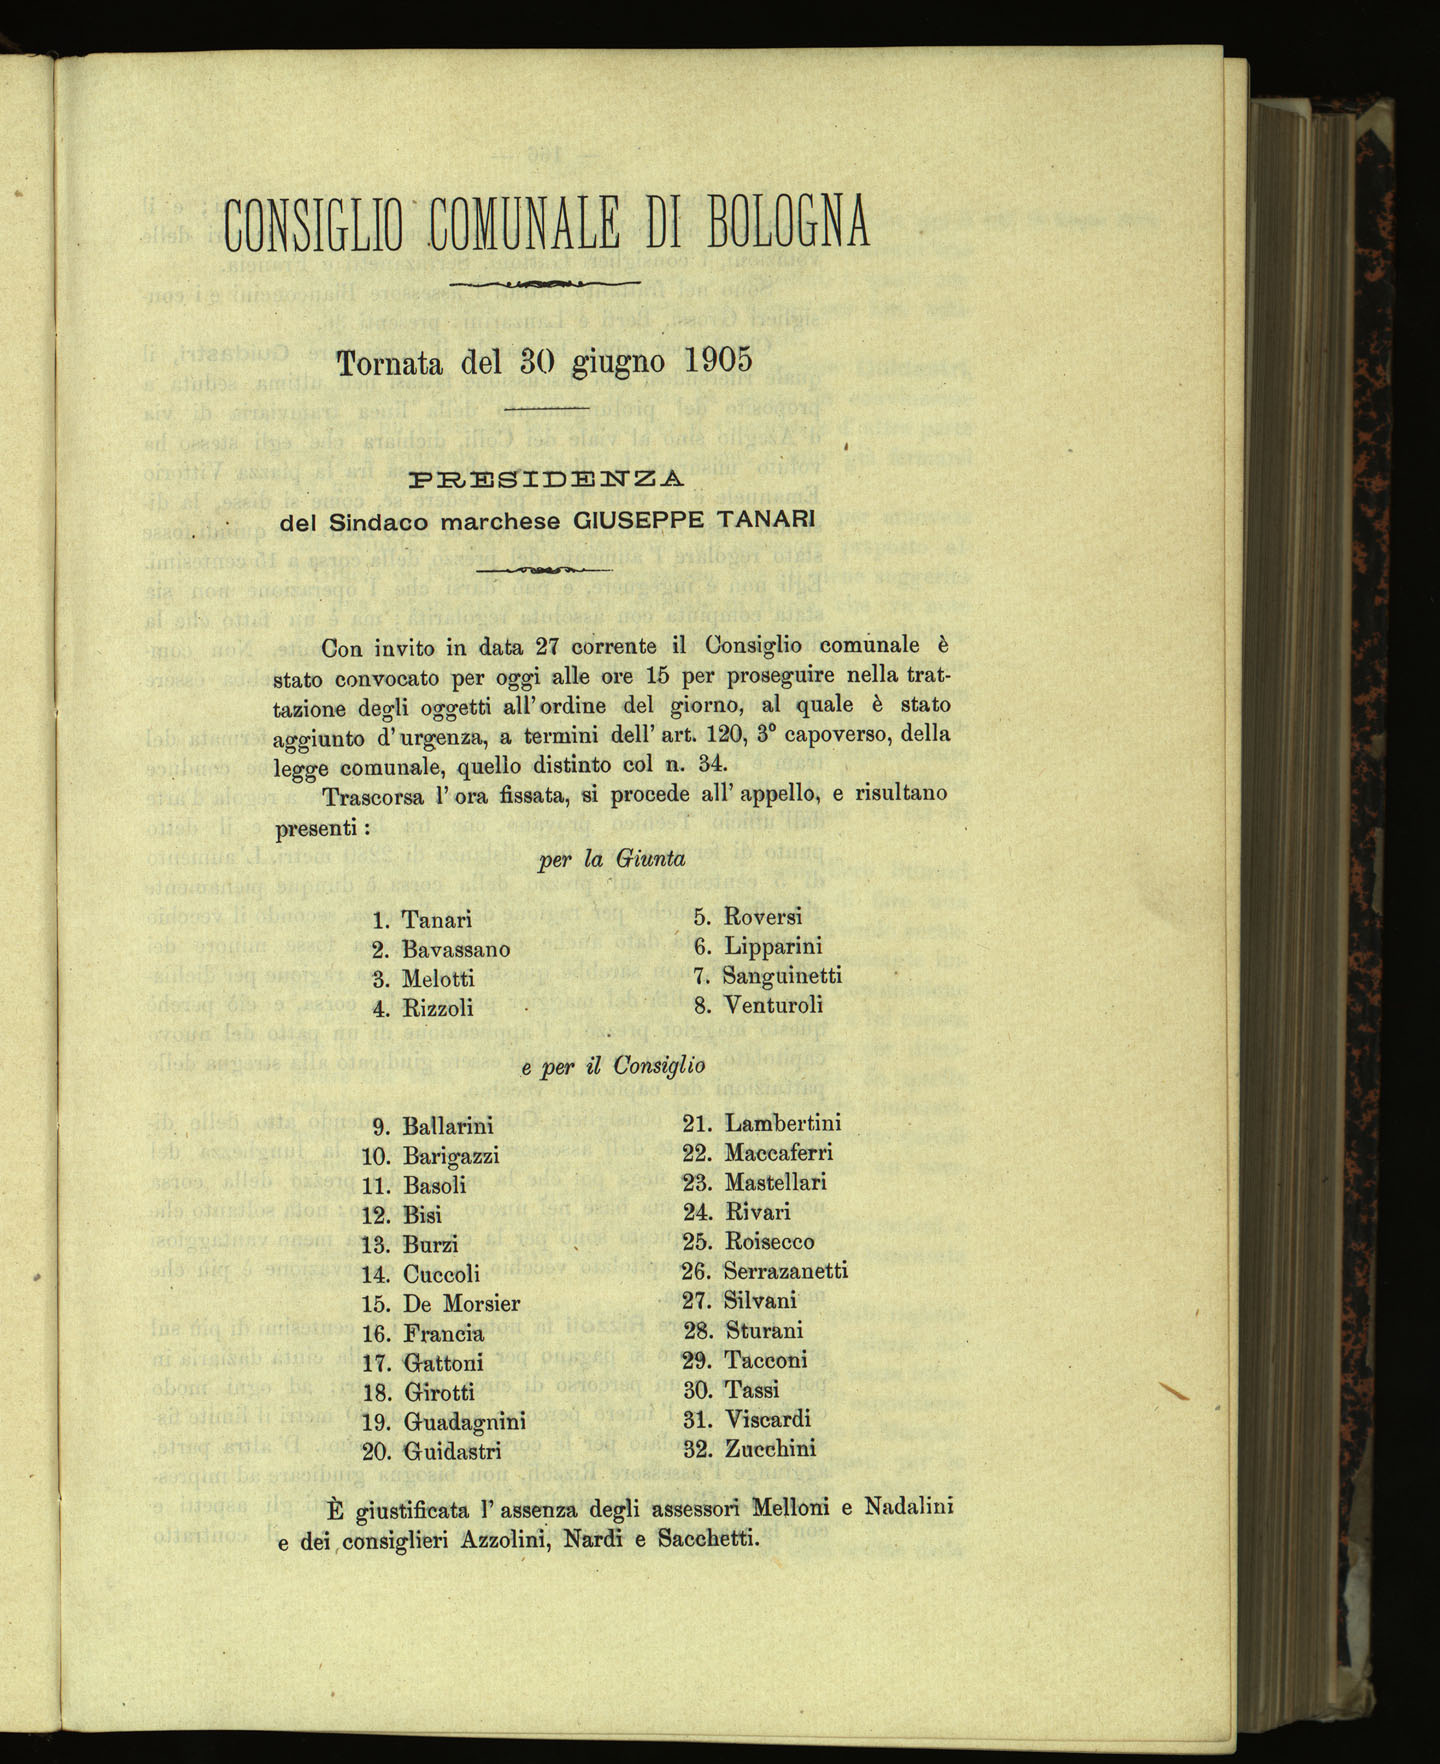 CONSIGLIO COMUNALE DI BOLOGNA
Tornata del 30 giugno 1905
PRESIDENZA
del Sindaco marchese GIUSEPPE TANARI
Con invito in data 27 corrente il Consiglio comunale è
stato convocato per oggi alle ore 15 per proseguire nella trat-
tazione degli oggetti all' ordine del giorno, al quale è stato
aggiunto d' urgenza, a termini dell' art. 120, 3° capoverso, della
legge comunale, quello distinto col n. 34.
Trascorsa l' ora fissata, si procede all' appello, e risultano
presenti :
per la Giunta
1. Tanari
2. Bavassano
3. Melotti
4. Rizzoli
5. Roversi
6. Lipparini
7. Sanguinetti
8. Venturoli
e per il Consiglio
9. Ballarini
10. Barigazzi
11. Basoli
12. Bisi
13. Burzi
14. Cuccoli
15. De Morsier
16. Francia
17. Gattoni
18. Girotti
19. Guadagnini
20. Guidastri
21. Lambertini
22. Maccaferri
23. Mastellari
24. Rivari
25. Roisecco
26. Serrazanetti
27. Silvani
28. Sturani
29. Tacconi
30. Tassi
31. Viscardi
32. Zucchini
È giustificata l' assenza degli assessori Melloni e Nadalini
e dei consiglieri Azzolini, Nardi e Sacchetti.